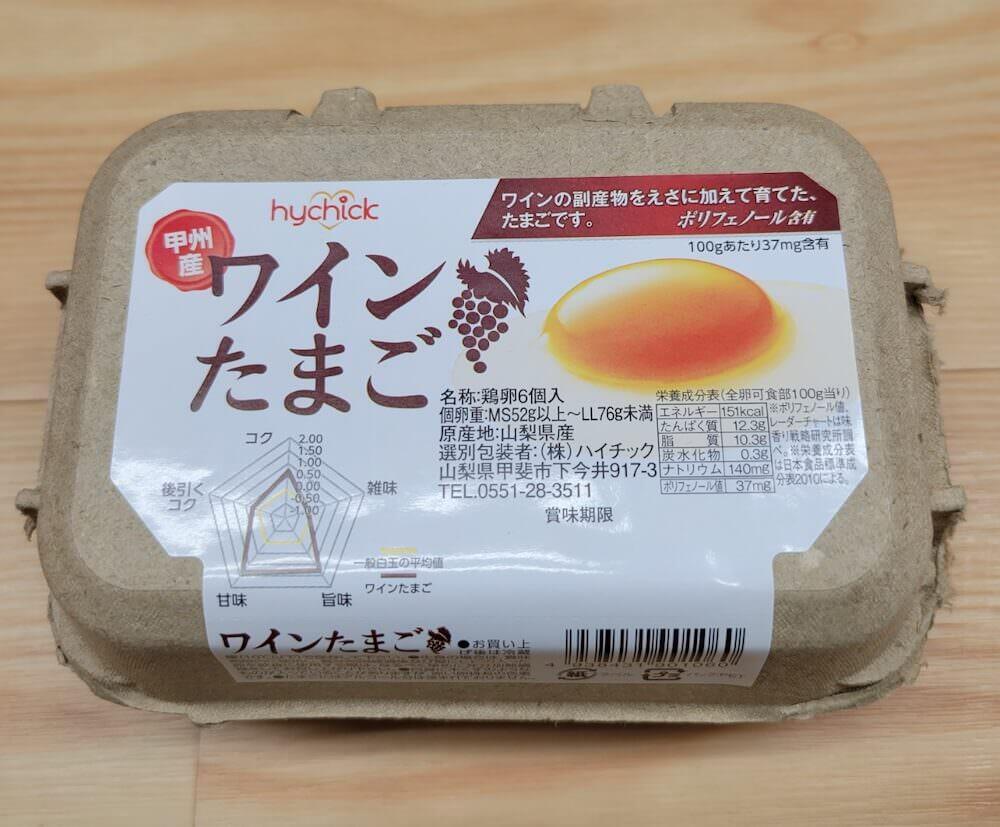 hychick
甲州
産
ワイン
たまご
ワインの副産物をえさに加えて育てた、
たまごです。 ポリフェノール含有
100gあたり37mg含有
名称:鶏卵6個入
個卵重:MS52g以上～LL76g未満
原産地:山梨県産
選別包装者:(株)ハイチック
山梨県甲斐市下今井917-3
TEL.0551-28-3511
賞味期限
栄養成分表(全卵可食部100g当り)
エネルギー 151kcal
たんぱく質 12.3g
脂 質 10.3g
炭水化物 0.3g
ナトリウム 140mg
ポリフェノール値 37mg
※ポリフェノール値、
レーダーチャートは味
香り戦略研究所調
べ。※栄養成分表
は日本食品標準成
分表2010による。
コク
2.00
1.50
1.00
0.50
0.00
-0.50
-1.00
後引く
コク
雑味
甘味
旨味
一般白玉の平均値
ワインたまご
ワインたまご
●お買い上
げ後は冷蔵
紙
ラベル
プラ